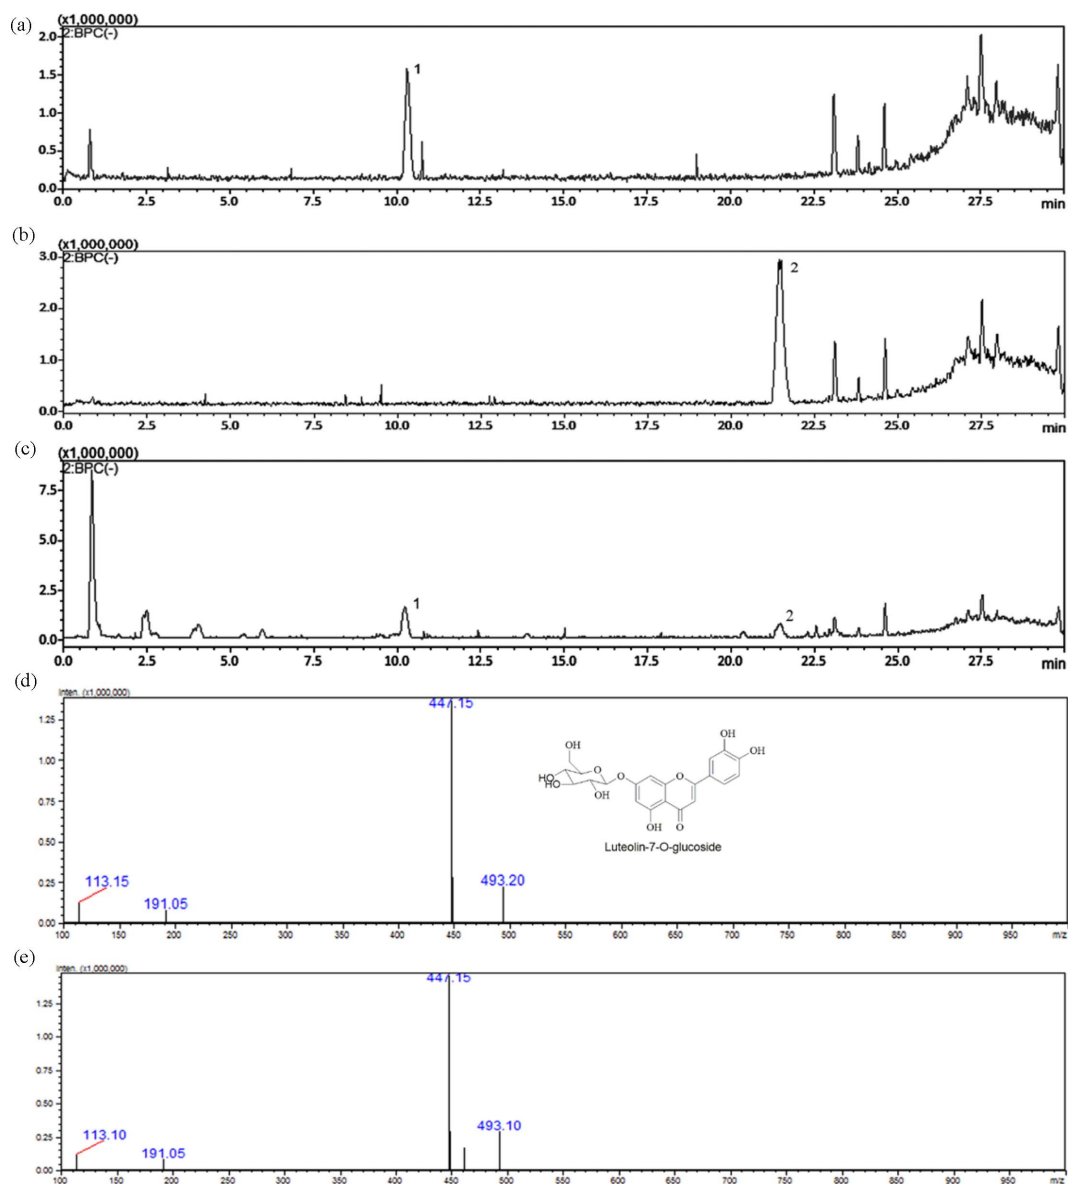 (a)
(x1,000,000)
2:BPC(-)
2.0
1.5
1.0
0.5
0.0
1
0.0 2.5 5.0 7.5 10.0 12.5 15.0 17.5 20.0 22.5 25.0 27.5 min
(b)
(x1,000,000)
2:BPC(-)
3.0
2.0
1.0
0.0
2
0.0 2.5 5.0 7.5 10.0 12.5 15.0 17.5 20.0 22.5 25.0 27.5 min
(c)
(x1,000,000)
2:BPC(-)
7.5
5.0
2.5
0.0
1
2
0.0 2.5 5.0 7.5 10.0 12.5 15.0 17.5 20.0 22.5 25.0 27.5 min
(d)
Inten. (x1,000,000)
1.25
1.00
0.75
0.50
0.25
0.00
447.15
113.15
191.05
493.20
OH
HO
HO
OH
O
O
O
OH
OH
OH
O
Luteolin-7-O-glucoside
100 150 200 250 300 350 400 450 500 550 600 650 700 750 800 850 900 950 m/z
(e)
Inten. (x1,000,000)
1.25
1.00
0.75
0.50
0.25
0.00
447.15
113.10
191.05
493.10
100 150 200 250 300 350 400 450 500 550 600 650 700 750 800 850 900 950 m/z